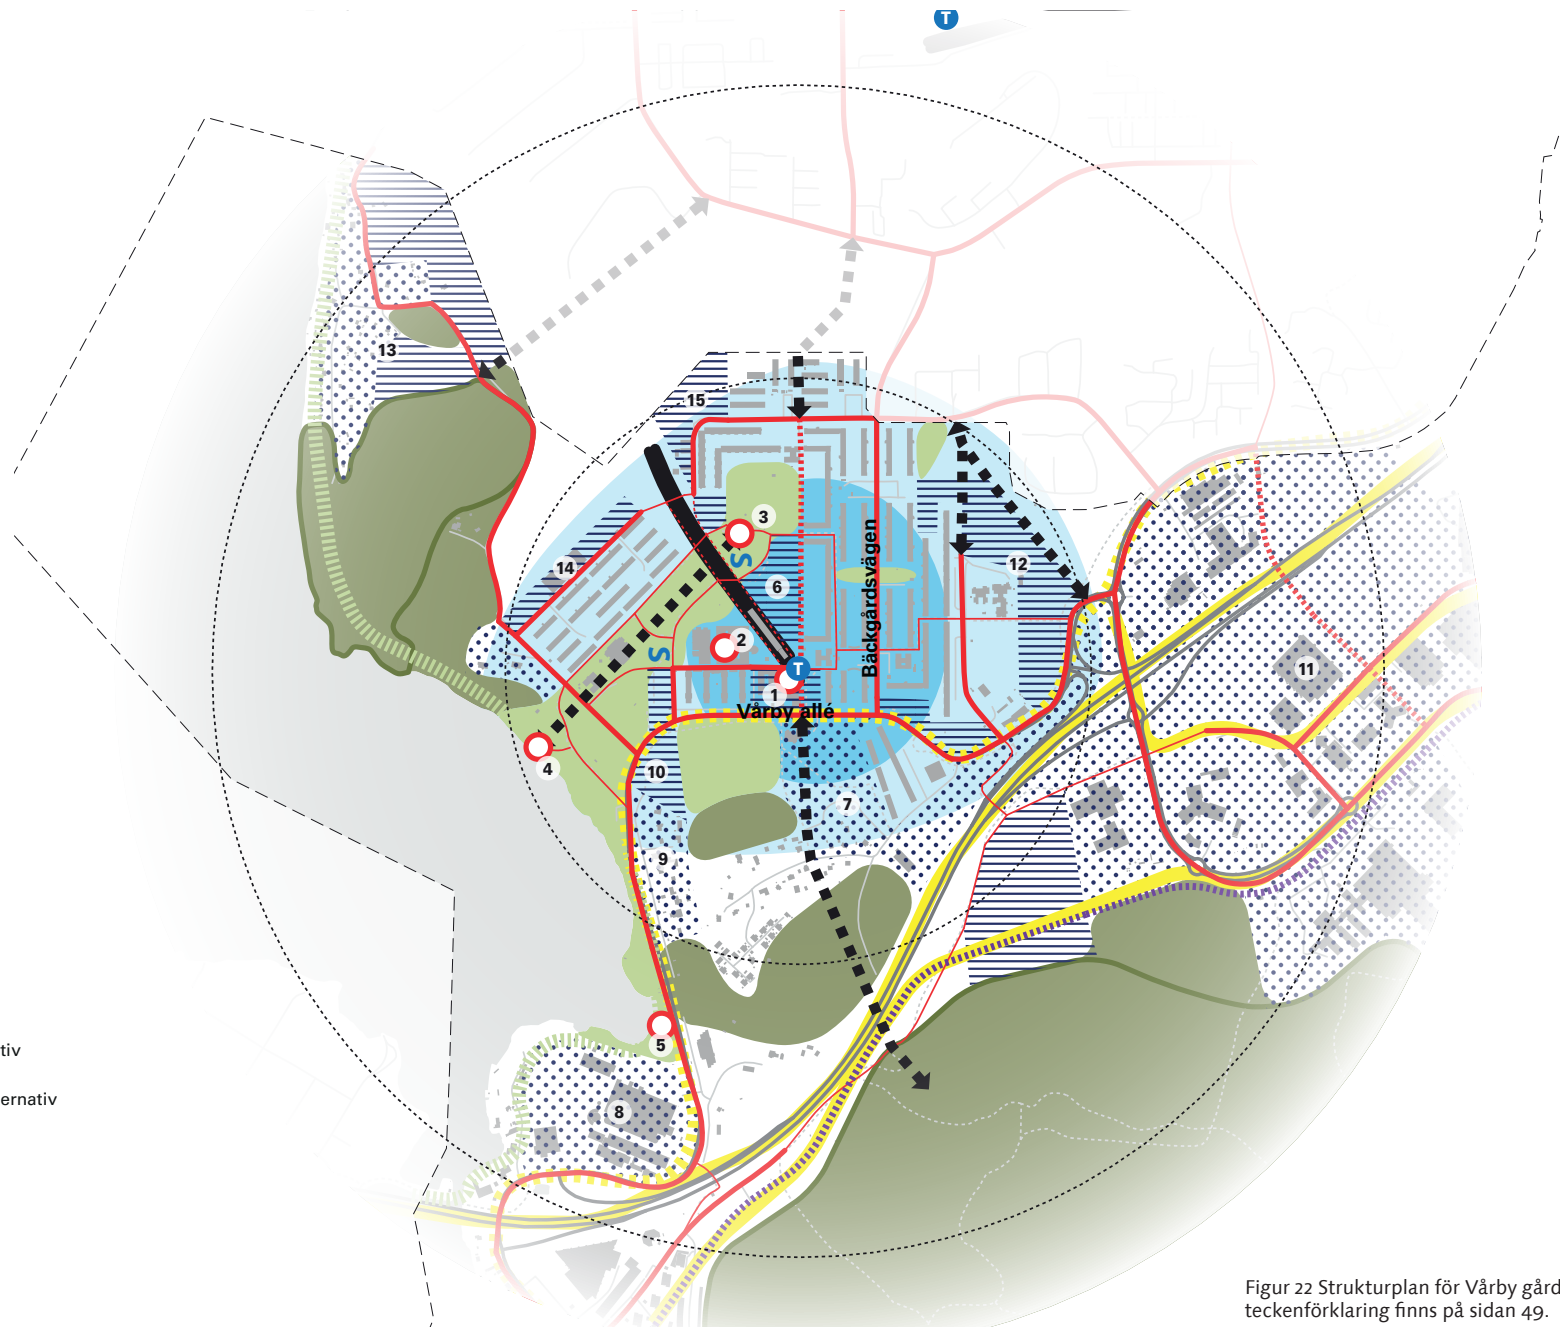 T
15
13
3
14
6
12
2
Bäckgårdsvägen
T
11
1
Vårby allé
4
10
7
9
5
tiv
ernativ
8
S
S
Figur 22 Strukturplan för Vårby gård
teckenförklaring finns på sidan 49.